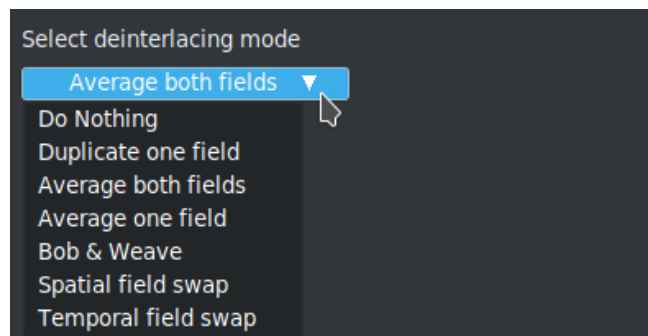 Select deinterlacing mode
Average both fields ▼
Do Nothing
Duplicate one field
Average both fields
Average one field
Bob & Weave
Spatial field swap
Temporal field swap